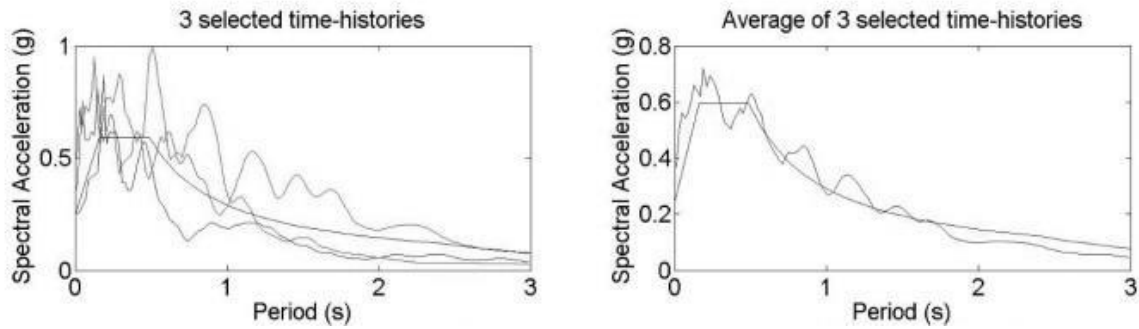 3 selected time-histories
Spectral Acceleration (g)
1
0.5
0
0
1
2
3
Period (s)
Average of 3 selected time-histories
Spectral Acceleration (g)
0.8
0.6
0.4
0.2
0
0
1
2
3
Period (s)